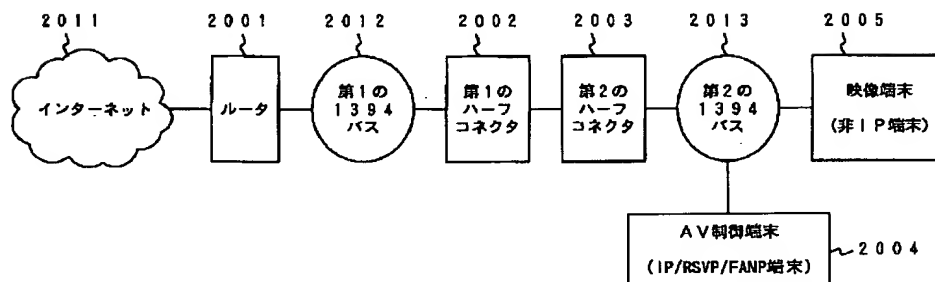 2011
2012
2001
2002
2003
2013
2005
インターネット
ルータ
第1の
1394
バス
第1の
ハーフ
コネクタ
第2の
ハーフ
コネクタ
第2の
1394
バス
映像端末
(非IP端末)
AV制御端末
(IP/RSVP/FANP端末)
2004